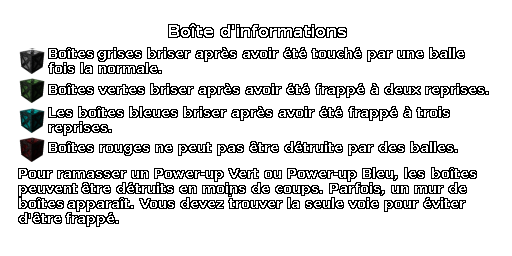 Boîte d'informations
Boîtes grises briser après avoir été touché par une balle
fois la normale.
Boîtes vertes briser après avoir été frappé à deux reprises.
Les boîtes bleues briser après avoir été frappé à trois
reprises.
Boîtes rouges ne peut pas être détruite par des balles.
Pour ramasser un Power-up Vert ou Power-up Bleu, les boîtes
peuvent être détruits en moins de coups. Parfois, un mur de
boîtes apparaît. Vous devez trouver la seule voie pour éviter
d'être frappé.